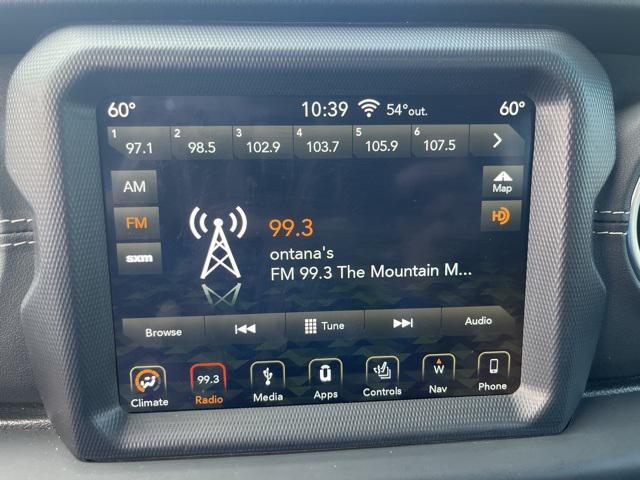 60° 10:39 54° out. 60°
1 97.1 2 98.5 3 102.9 4 103.7 5 105.9 6 107.5
AM
Map
FM
HD
sxm
99.3
ontana's
FM 99.3 The Mountain M...
Browse Tune Audio
99.3 W
Climate Radio Media Apps Controls Nav Phone